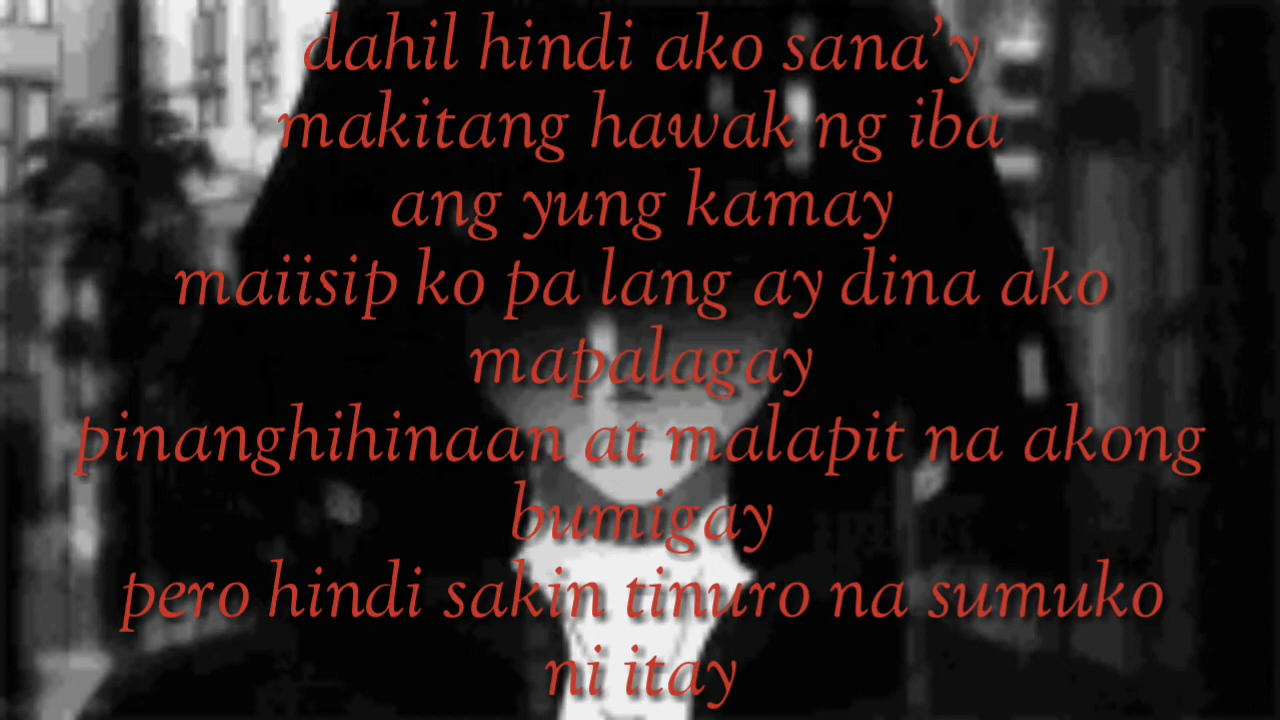 dahil hindi ako sana’y
makitang hawak ng iba
ang yung kamay
maiisip ko pa lang ay dina ako
mapalagay
pinanghihinaan at malapit na akong
bumigay
pero hindi sakin tinuro na sumuko
ni itay